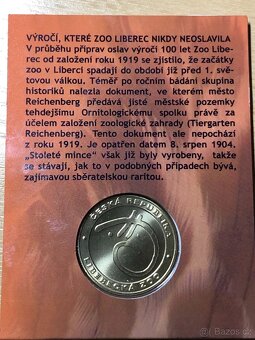 VÝROČÍ, KTERÉ ZOO LIBEREC NIKDY NEOSLAVILA
V průběhu příprav oslav výročí 100 let Zoo Libe-
rec od založení roku 1919 se zjistilo, že začátky
zoo v Liberci spadají do období již před 1. svě-
tovou válkou. Téměř po ročním bádání skupina
historiků nalezla dokument, ve kterém město
Reichenberg předává jisté městské pozemky
tehdejšímu Ornitologickému spolku právě za
účelem založení zoologické zahrady (Tiergarten
Reichenberg). Tento dokument ale nepochází
z roku 1919. Je opatřen datem 8. srpen 1904.
„Stoleté mince“ však již byly vyrobeny, takže
se stávají, jak to v podobných případech bývá,
zajímavou sběratelskou raritou.
ČESKÁ REPUBLIKA
LIBERECKÁ ZOO
bazos.cz